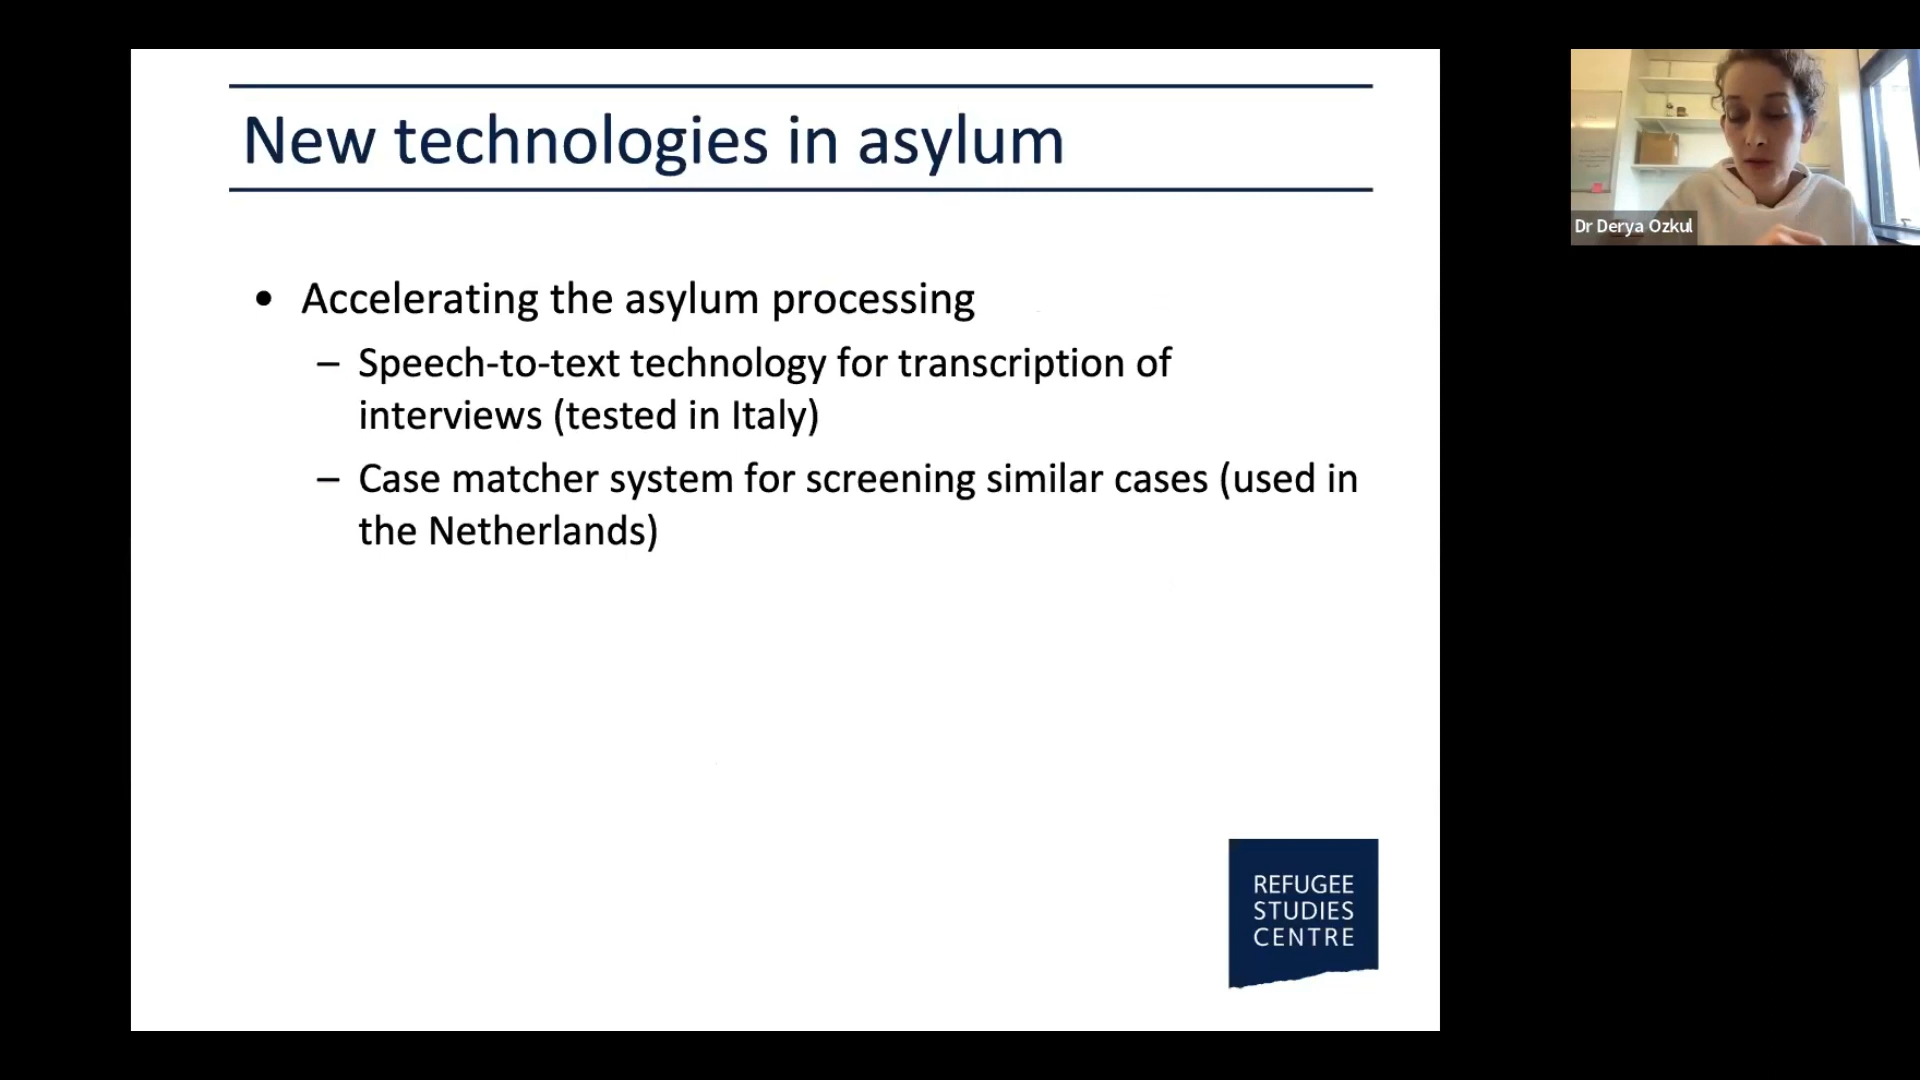 New technologies in asylum
• Accelerating the asylum processing
– Speech-to-text technology for transcription of
interviews (tested in Italy)
– Case matcher system for screening similar cases (used in
the Netherlands)
REFUGEE
STUDIES
CENTRE
Dr Derya Ozkul